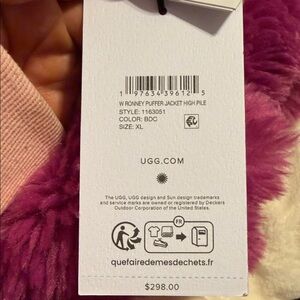 1 97634 39612 5
W RONNEY PUFFER JACKET HIGH PILE
STYLE: 1163051
COLOR: BDC
SIZE: XL
UGG.COM
The UGG, UGG design and Sun design trademarks
and service marks are owned or registered by Deckers
Outdoor Corporation of the United States.
FR
quefairedemesdechets.fr
$298.00